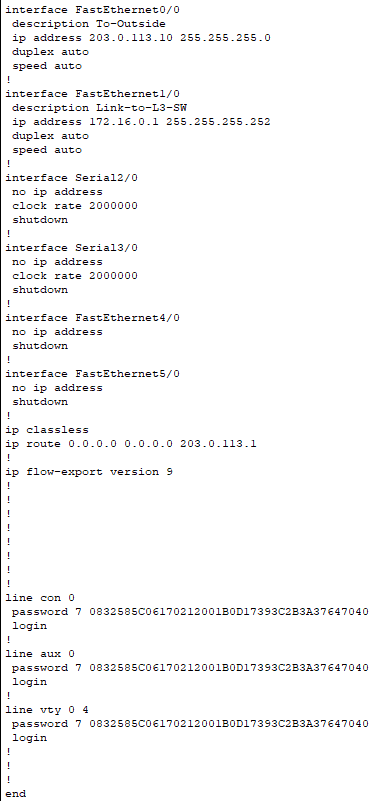 interface FastEthernet0/0
 description To-Outside
 ip address 203.0.113.10 255.255.255.0
 duplex auto
 speed auto
!
interface FastEthernet1/0
 description Link-to-L3-SW
 ip address 172.16.0.1 255.255.255.252
 duplex auto
 speed auto
!
interface Serial2/0
 no ip address
 clock rate 2000000
 shutdown
!
interface Serial3/0
 no ip address
 clock rate 2000000
 shutdown
!
interface FastEthernet4/0
 no ip address
 shutdown
!
interface FastEthernet5/0
 no ip address
 shutdown
!
ip classless
ip route 0.0.0.0 0.0.0.0 203.0.113.1
!
ip flow-export version 9
!
!
!
!
!
!
!
!
line con 0
 password 7 0832585C06170212001B0D17393C2B3A37647040
 login
!
line aux 0
 password 7 0832585C06170212001B0D17393C2B3A37647040
 login
!
line vty 0 4
 password 7 0832585C06170212001B0D17393C2B3A37647040
 login
!
!
!
end